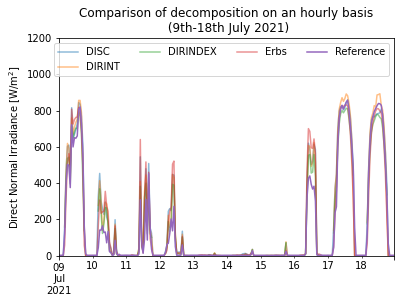 Comparison of decomposition on an hourly basis
(9th-18th July 2021)
DISC DIRINDEX Erbs Reference
DIRINT
Direct Normal Irradiance [W/m²]
1200
1000
800
600
400
200
0
09 10 11 12 13 14 15 16 17 18
Jul
2021